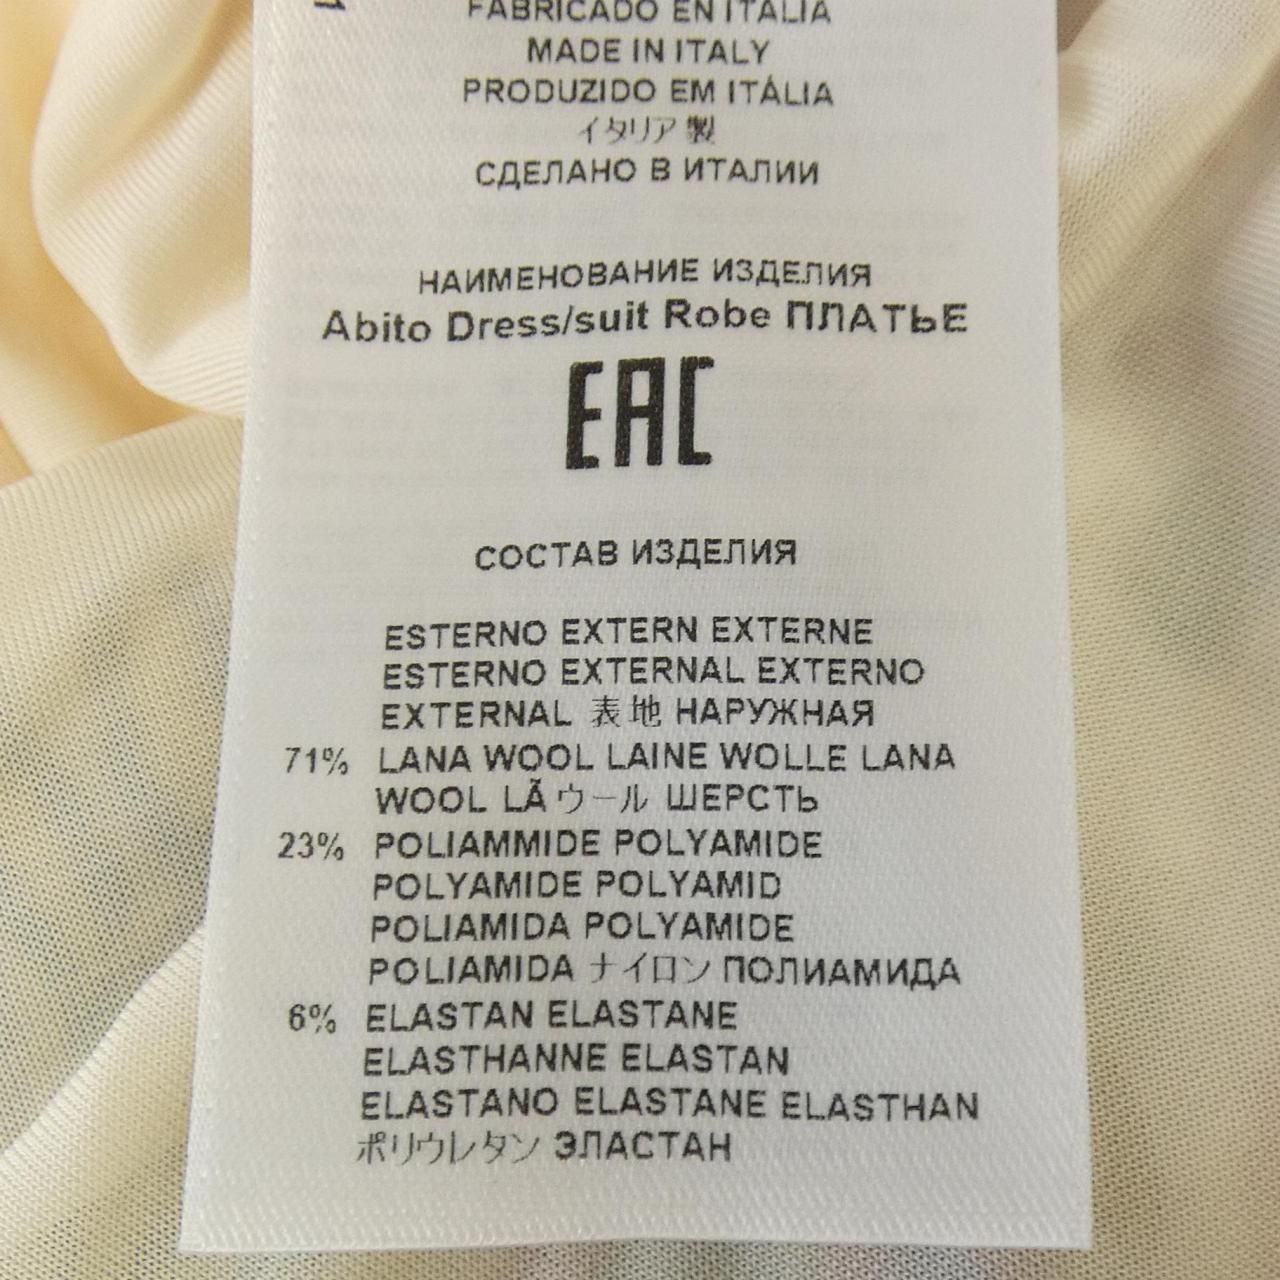 1
FABRICADO EN ITALIA
MADE IN ITALY
PRODUZIDO EM ITÁLIA
イタリア製
СДЕЛАНО В ИТАЛИИ
НАИМЕНОВАНИЕ ИЗДЕЛИЯ
Abito Dress/suit Robe ПЛАТЬЕ
EAC
СОСТАВ ИЗДЕЛИЯ
ESTERNO EXTERN EXTERNE
ESTERNO EXTERNAL EXTERNO
EXTERNAL 表地 НАРУЖНАЯ
71% LANA WOOL LAINE WOLLE LANA
WOOL LÃ ウール ШЕРСТЬ
23% POLIAMMIDE POLYAMIDE
POLYAMIDE POLYAMID
POLIAMIDA POLYAMIDE
POLIAMIDA ナイロン ПОЛИАМИДА
6% ELASTAN ELASTANE
ELASTHANNE ELASTAN
ELASTANO ELASTANE ELASTHAN
ポリウレタン ЭЛАСТАН